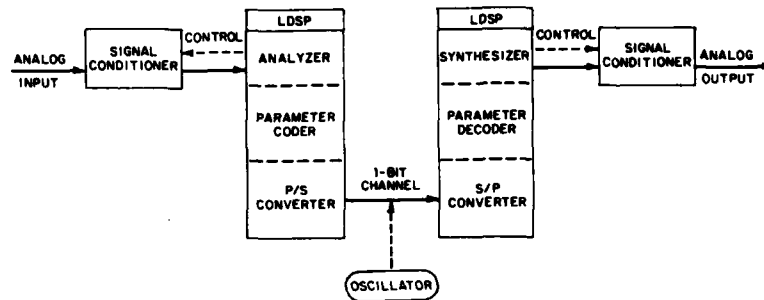 LDSP
LDSP
CONTROL
CONTROL
ANALOG
INPUT
SIGNAL
CONDITIONER
ANALYZER
SYNTHESIZER
SIGNAL
CONDITIONER
ANALOG
OUTPUT
PARAMETER
CODER
PARAMETER
DECODER
P/S
CONVERTER
1-BIT
CHANNEL
S/P
CONVERTER
OSCILLATOR